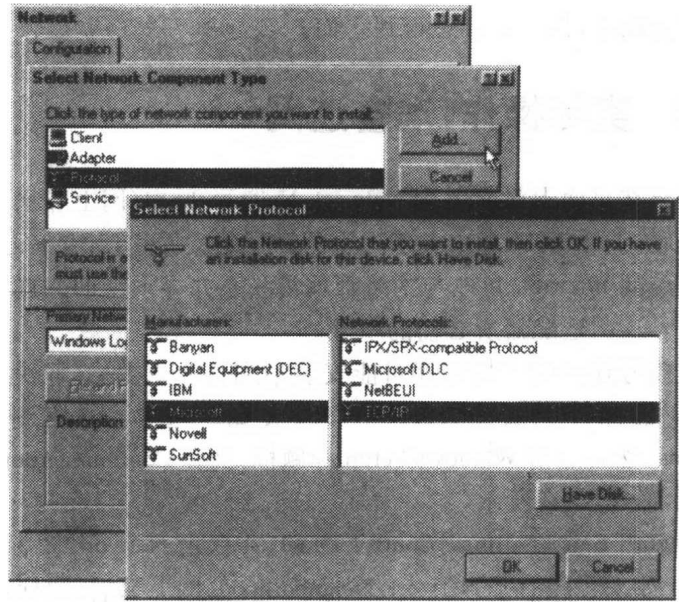 Network
Configuration
Select Network Component Type
Click the type of network component you want to install:
Client
Adapter
Protocol
Service
Add...
Cancel
Protocol is a
must use the
Primary Network
Windows Lo
Description
Select Network Protocol
Click the Network Protocol that you want to install, then click OK. If you have
an installation disk for this device, click Have Disk.
Manufacturers:
Banyan
Digital Equipment (DEC)
IBM
Microsoft
Novell
SunSoft
Network Protocols:
IPX/SPX-compatible Protocol
Microsoft DLC
NetBEUI
TCP/IP
Have Disk...
OK
Cancel